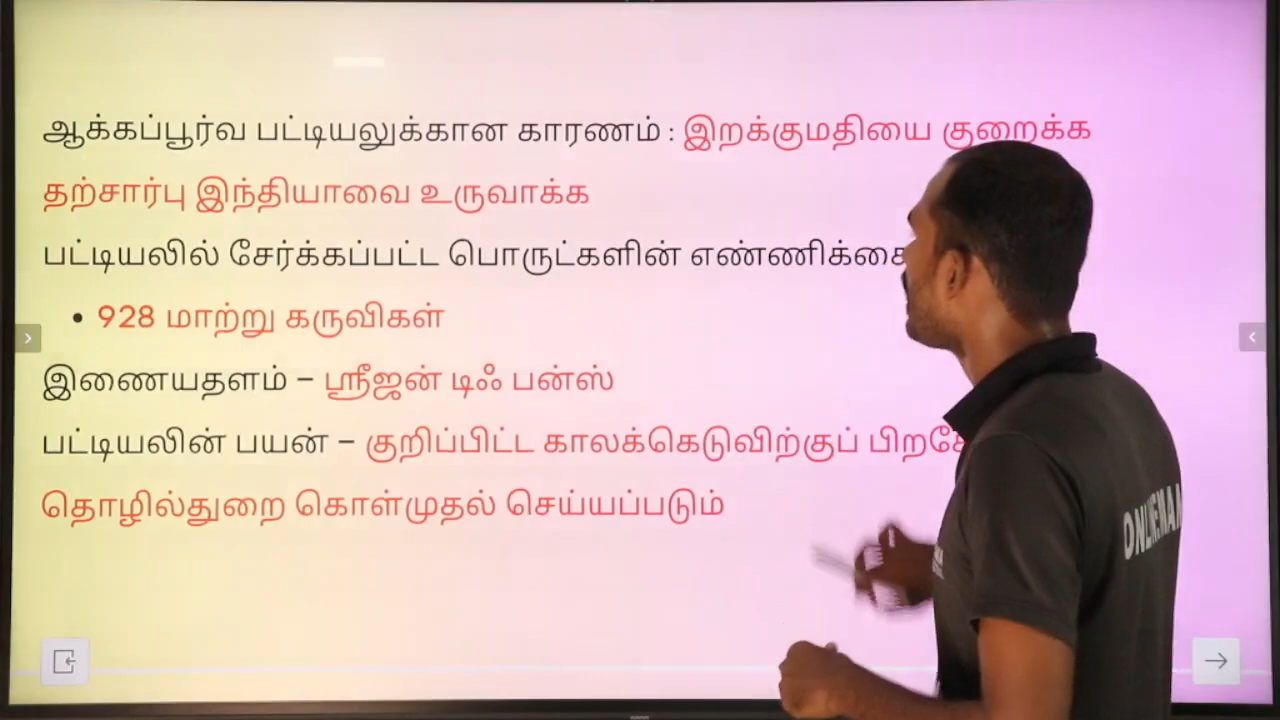 ஆக்கப்பூர்வ பட்டியலுக்கான காரணம் : இறக்குமதியை குறைக்க
தற்சார்பு இந்தியாவை உருவாக்க
பட்டியலில் சேர்க்கப்பட்ட பொருட்களின் எண்ணிக்கை
• 928 மாற்று கருவிகள்
இணையதளம் – ஸ்ரீஜன் டிஃ பன்ஸ்
பட்டியலின் பயன் – குறிப்பிட்ட காலக்கெடுவிற்குப்
தொழில்துறை கொள்முதல் செய்யப்படும்